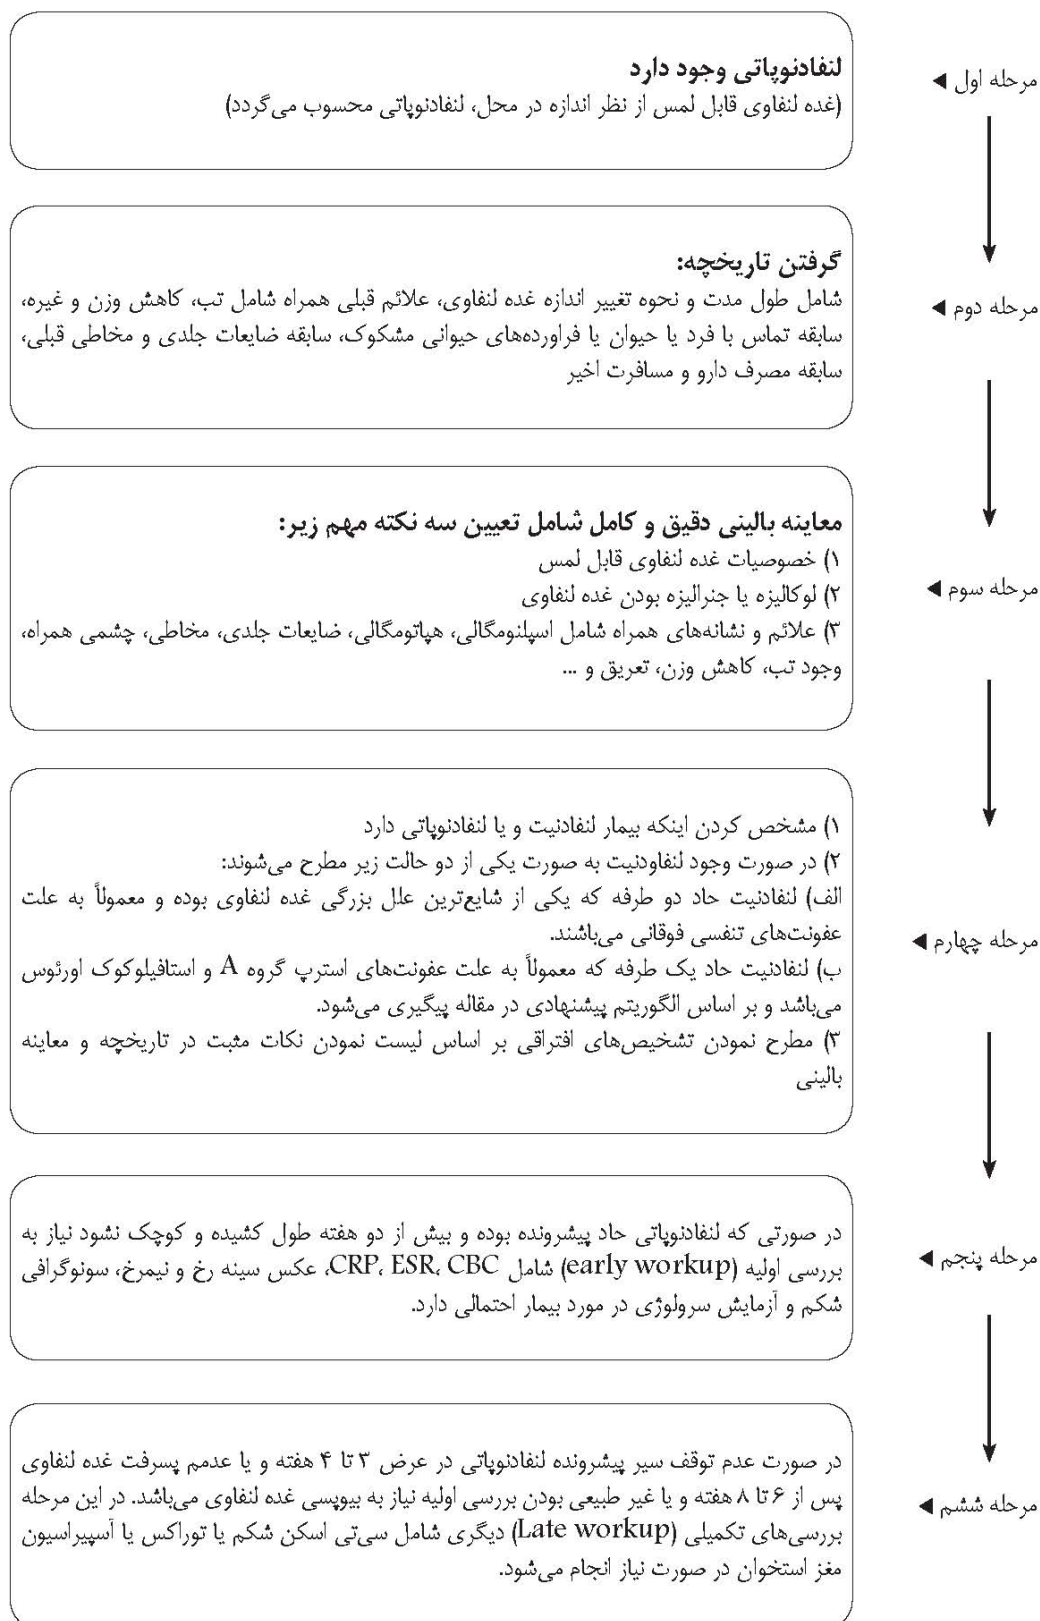 مرحله اول ◄
لنفادنوپاتی وجود دارد
(غده لنفاوی قابل لمس از نظر اندازه در محل، لنفادنوپاتی محسوب می‌گردد)
مرحله دوم ◄
گرفتن تاریخچه:
شامل طول مدت و نحوه تغییر اندازه غده لنفاوی، علائم قبلی همراه شامل تب، کاهش وزن و غیره،
سابقه تماس با فرد یا حیوان یا فراورده‌های حیوانی مشکوک، سابقه ضایعات جلدی و مخاطی قبلی،
سابقه مصرف دارو و مسافرت اخیر
مرحله سوم ◄
معاینه بالینی دقیق و کامل شامل تعیین سه نکته مهم زیر:
۱) خصوصیات غده لنفاوی قابل لمس
۲) لوکالیزه یا جنرالیزه بودن غده لنفاوی
۳) علائم و نشانه‌های همراه شامل اسپلنومگالی، هپاتومگالی، ضایعات جلدی، مخاطی، چشمی همراه،
وجود تب، کاهش وزن، تعریق و ...
مرحله چهارم ◄
۱) مشخص کردن اینکه بیمار لنفادنیت و یا لنفادنوپاتی دارد
۲) در صورت وجود لنفاودنیت به صورت یکی از دو حالت زیر مطرح می‌شوند:
الف) لنفادنیت حاد دو طرفه که یکی از شایع‌ترین علل بزرگی غده لنفاوی بوده و معمولاً به علت
عفونت‌های تنفسی فوقانی می‌باشند.
ب) لنفادنیت حاد یک طرفه که معمولاً به علت عفونت‌های استرپ گروه A و استافیلوکوک اورئوس
می‌باشد و بر اساس الگوریتم پیشنهادی در مقاله پیگیری می‌شود.
۳) مطرح نمودن تشخیص‌های افتراقی بر اساس لیست نمودن نکات مثبت در تاریخچه و معاینه
بالینی
مرحله پنجم ◄
در صورتی که لنفادنوپاتی حاد پیشرونده بوده و بیش از دو هفته طول کشیده و کوچک نشود نیاز به
بررسی اولیه (early workup) شامل CRP، ESR، CBC، عکس سینه رخ و نیمرخ، سونوگرافی
شکم و آزمایش سرولوژی در مورد بیمار احتمالی دارد.
مرحله ششم ◄
در صورت عدم توقف سیر پیشرونده لنفادنوپاتی در عرض ۳ تا ۴ هفته و یا عدمم پسرفت غده لنفاوی
پس از ۶ تا ۸ هفته و یا غیر طبیعی بودن بررسی اولیه نیاز به بیوپسی غده لنفاوی می‌باشد. در این مرحله
بررسی‌های تکمیلی (Late workup) دیگری شامل سی‌تی اسکن شکم یا توراکس یا آسپیراسیون
مغز استخوان در صورت نیاز انجام می‌شود.